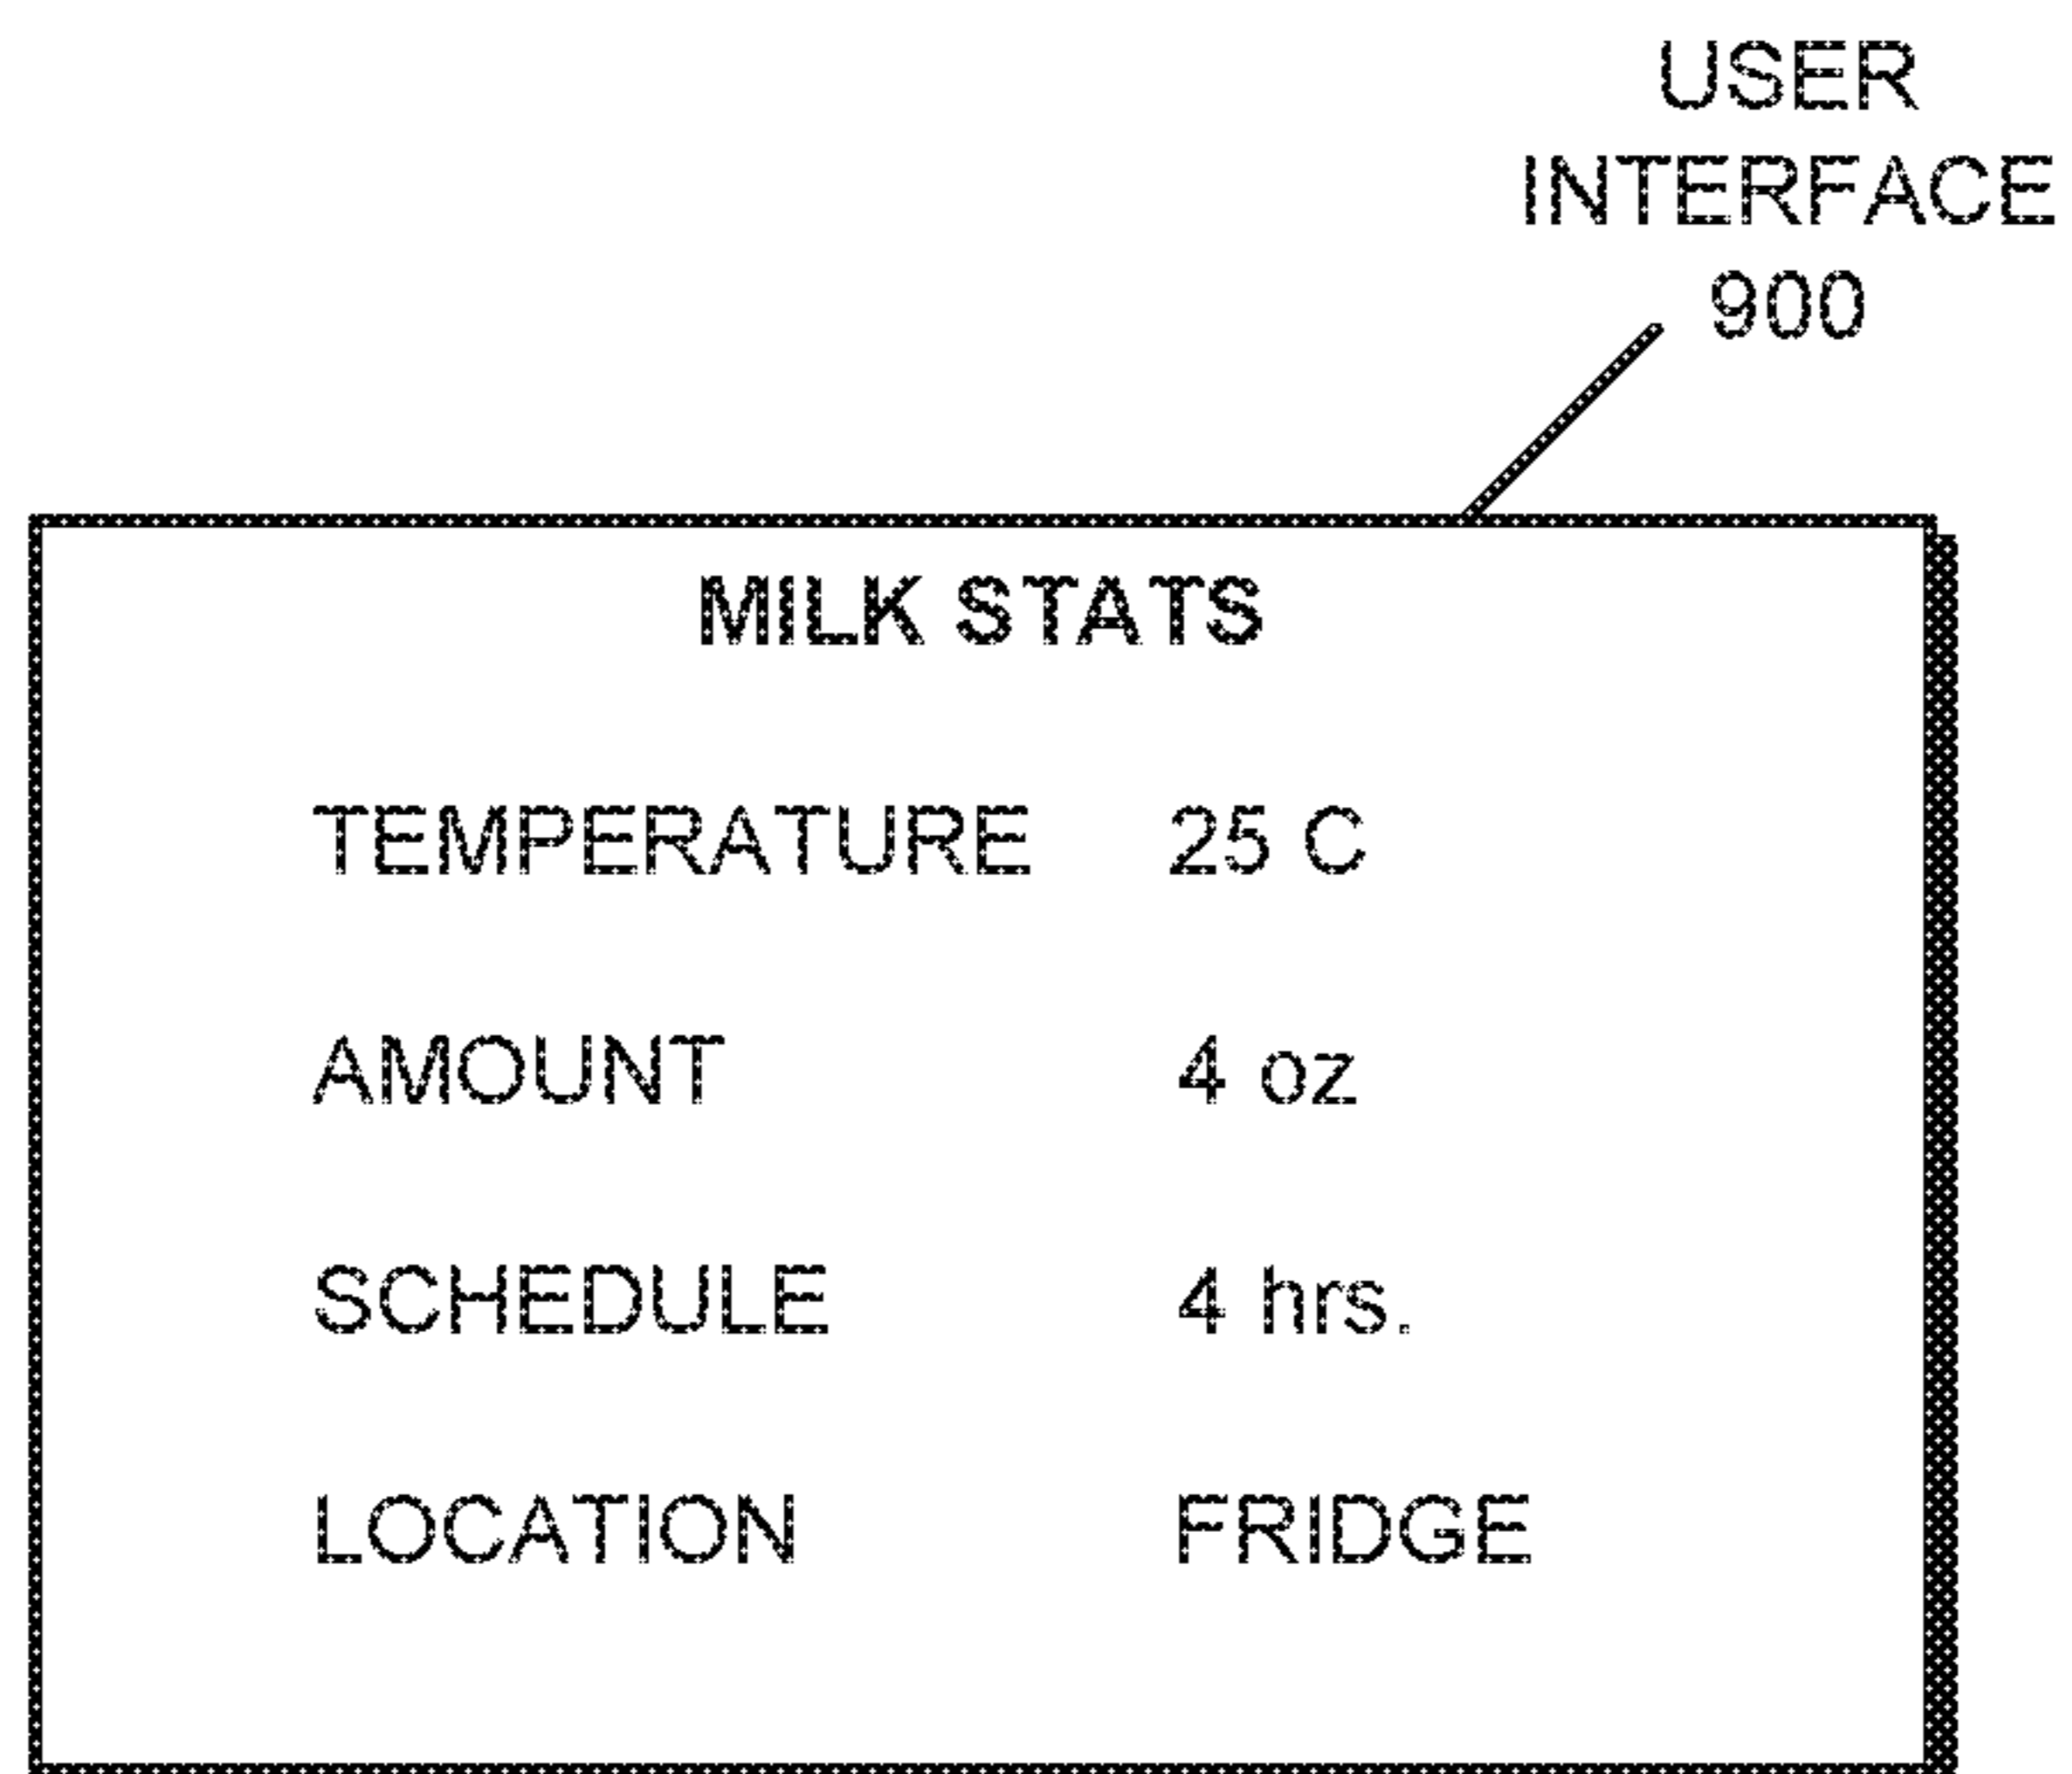 USER
INTERFACE
900
MILK STATS
TEMPERATURE 25 C
AMOUNT 4 oz
SCHEDULE 4 hrs.
LOCATION FRIDGE